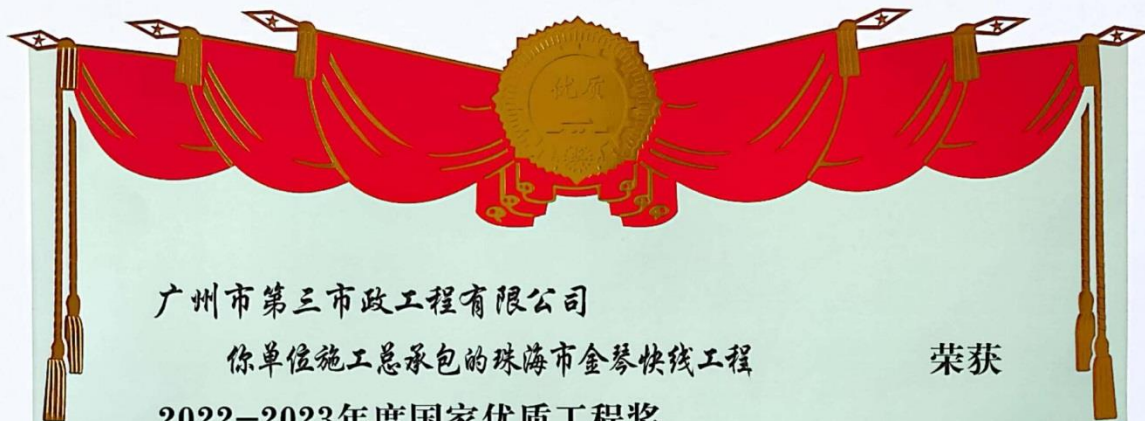 优质
广州市第三市政工程有限公司
你单位施工总承包的珠海市金琴快线工程 荣获
2022-2023年度国家优质工程奖